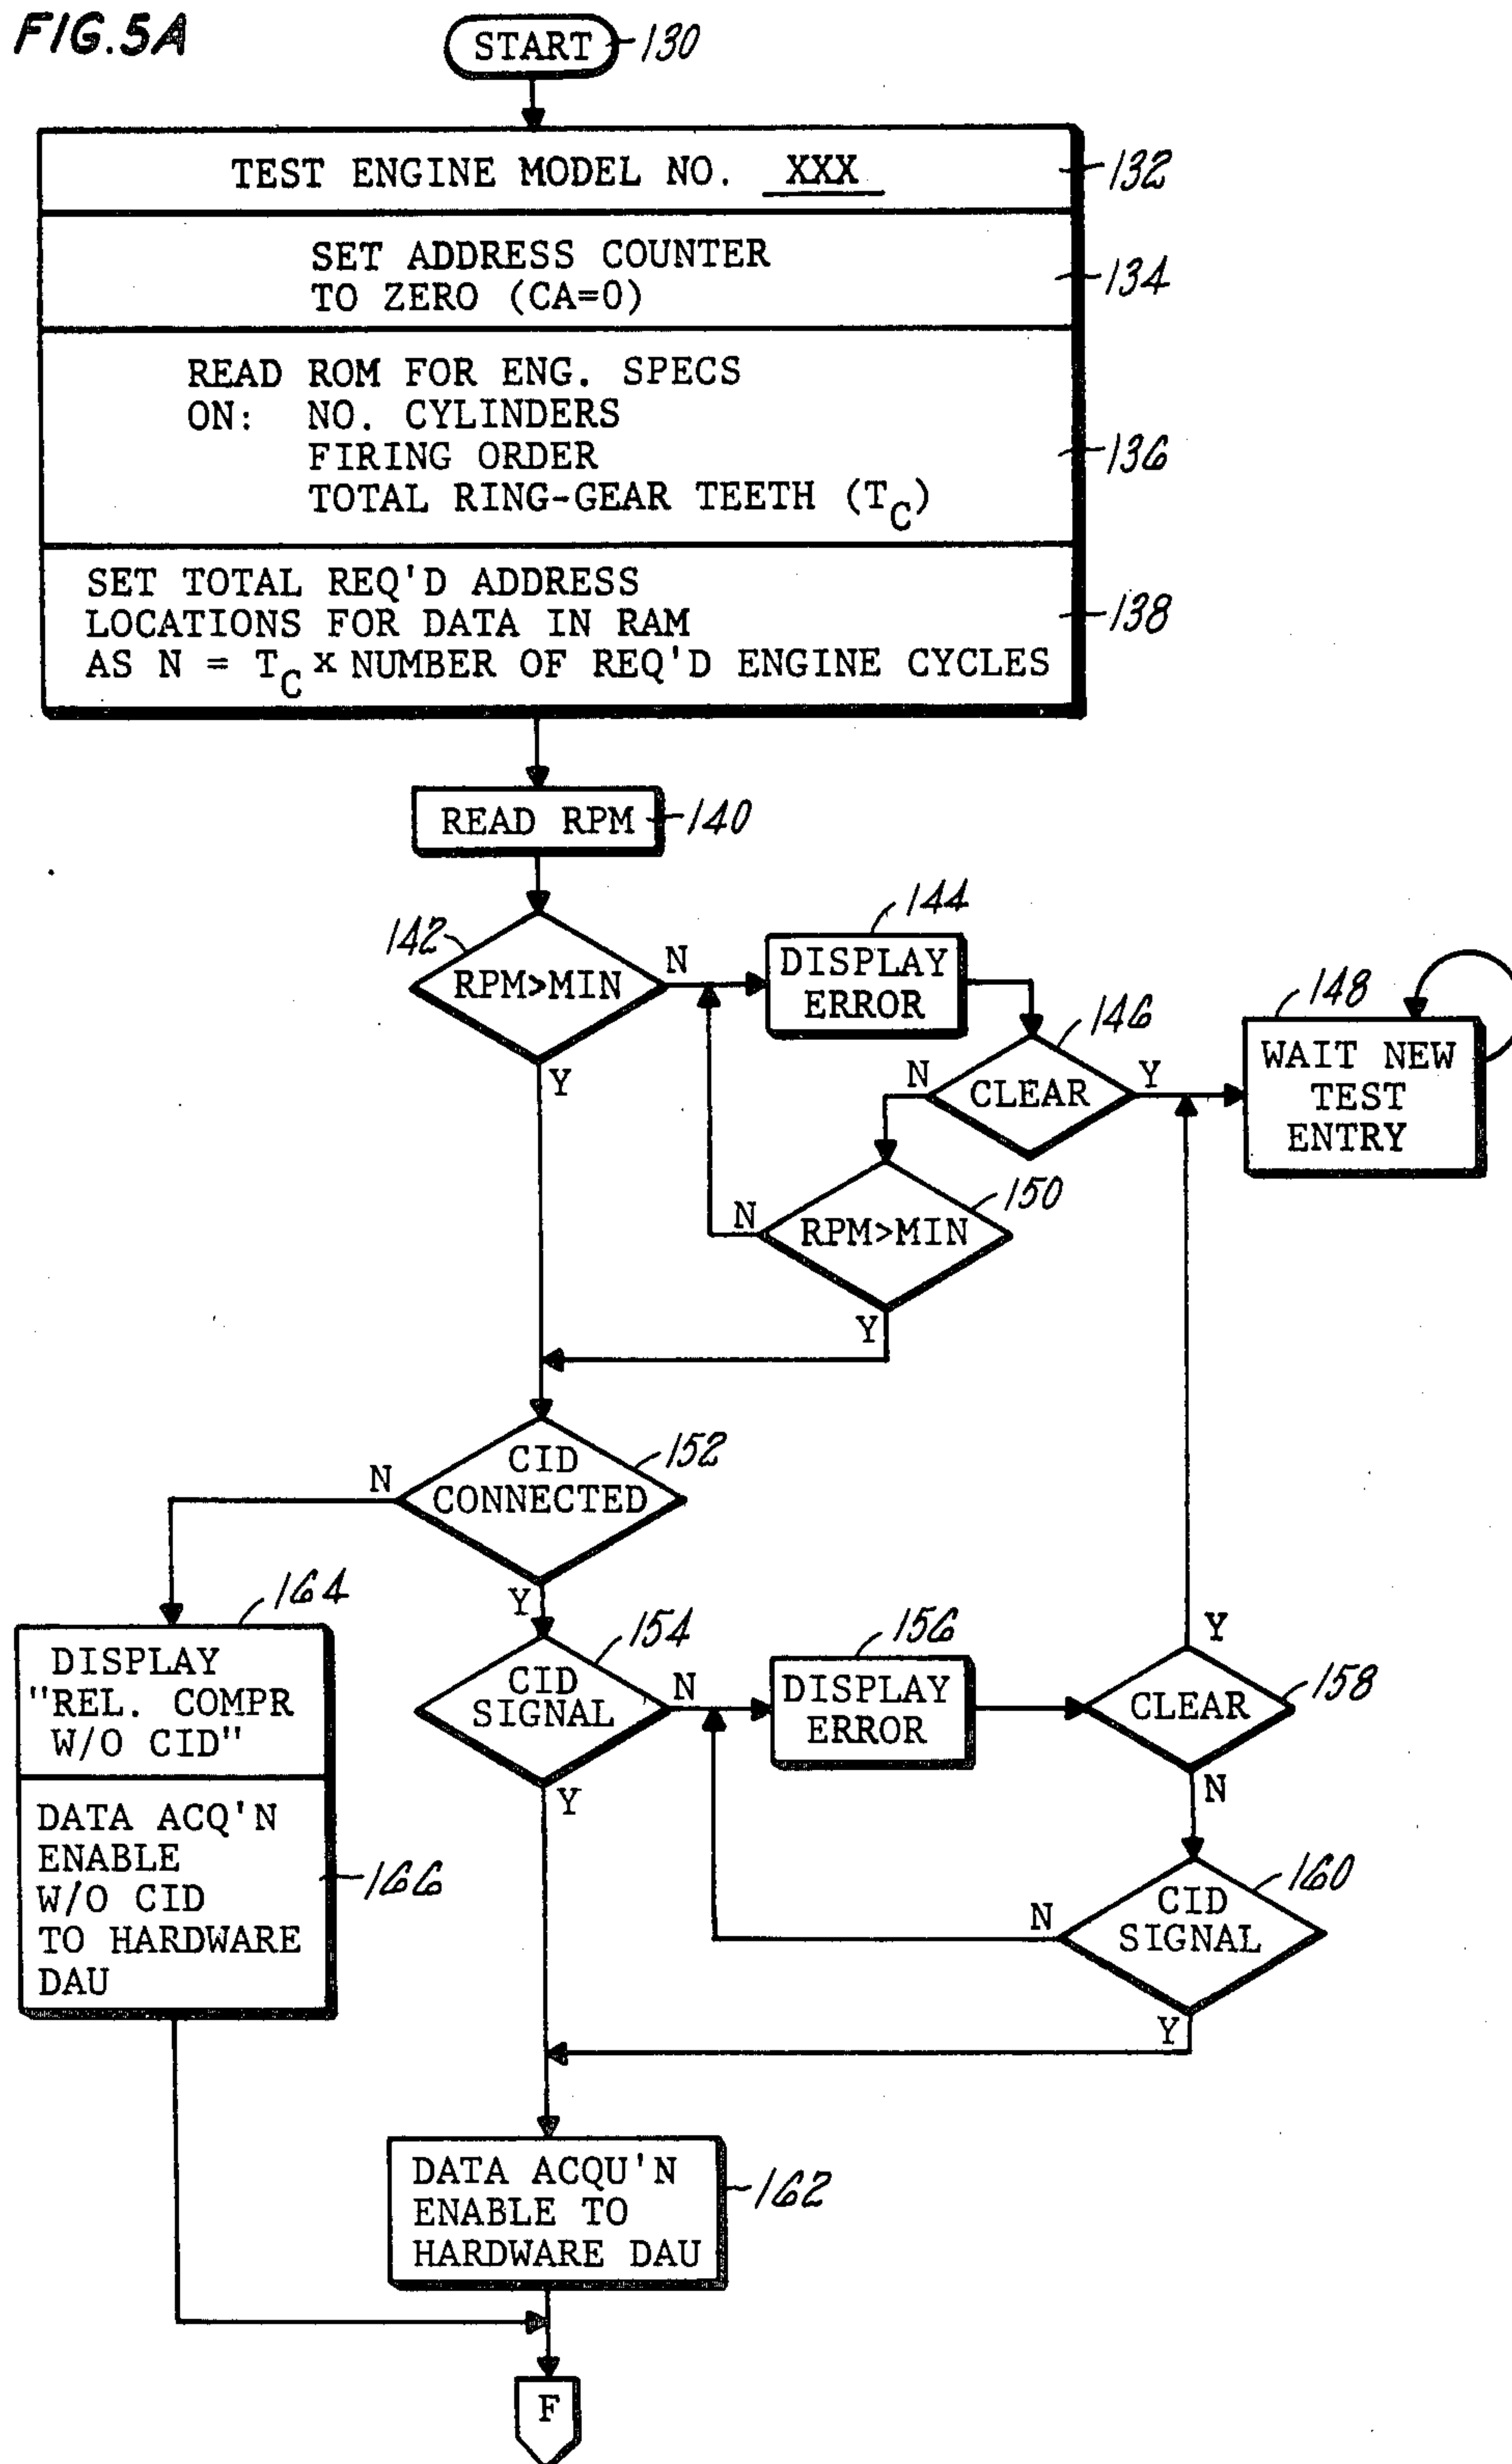 FIG.5A
START 130
TEST ENGINE MODEL NO. XXX 132
SET ADDRESS COUNTER
TO ZERO (CA=0)
134
READ ROM FOR ENG. SPECS
ON: NO. CYLINDERS
FIRING ORDER
TOTAL RING-GEAR TEETH (TC)
136
SET TOTAL REQ'D ADDRESS
LOCATIONS FOR DATA IN RAM
AS N = TC x NUMBER OF REQ'D ENGINE CYCLES
138
READ RPM 140
142
RPM>MIN
N
Y
144
DISPLAY
ERROR
146
CLEAR
N
Y
148
WAIT NEW
TEST
ENTRY
150
RPM>MIN
N
Y
152
CID
CONNECTED
N
Y
164
DISPLAY
"REL. COMPR
W/O CID"
DATA ACQ'N
ENABLE
W/O CID
TO HARDWARE
DAU
166
154
CID
SIGNAL
N
Y
156
DISPLAY
ERROR
158
CLEAR
Y
N
160
CID
SIGNAL
N
Y
DATA ACQU'N
ENABLE TO
HARDWARE DAU
162
F